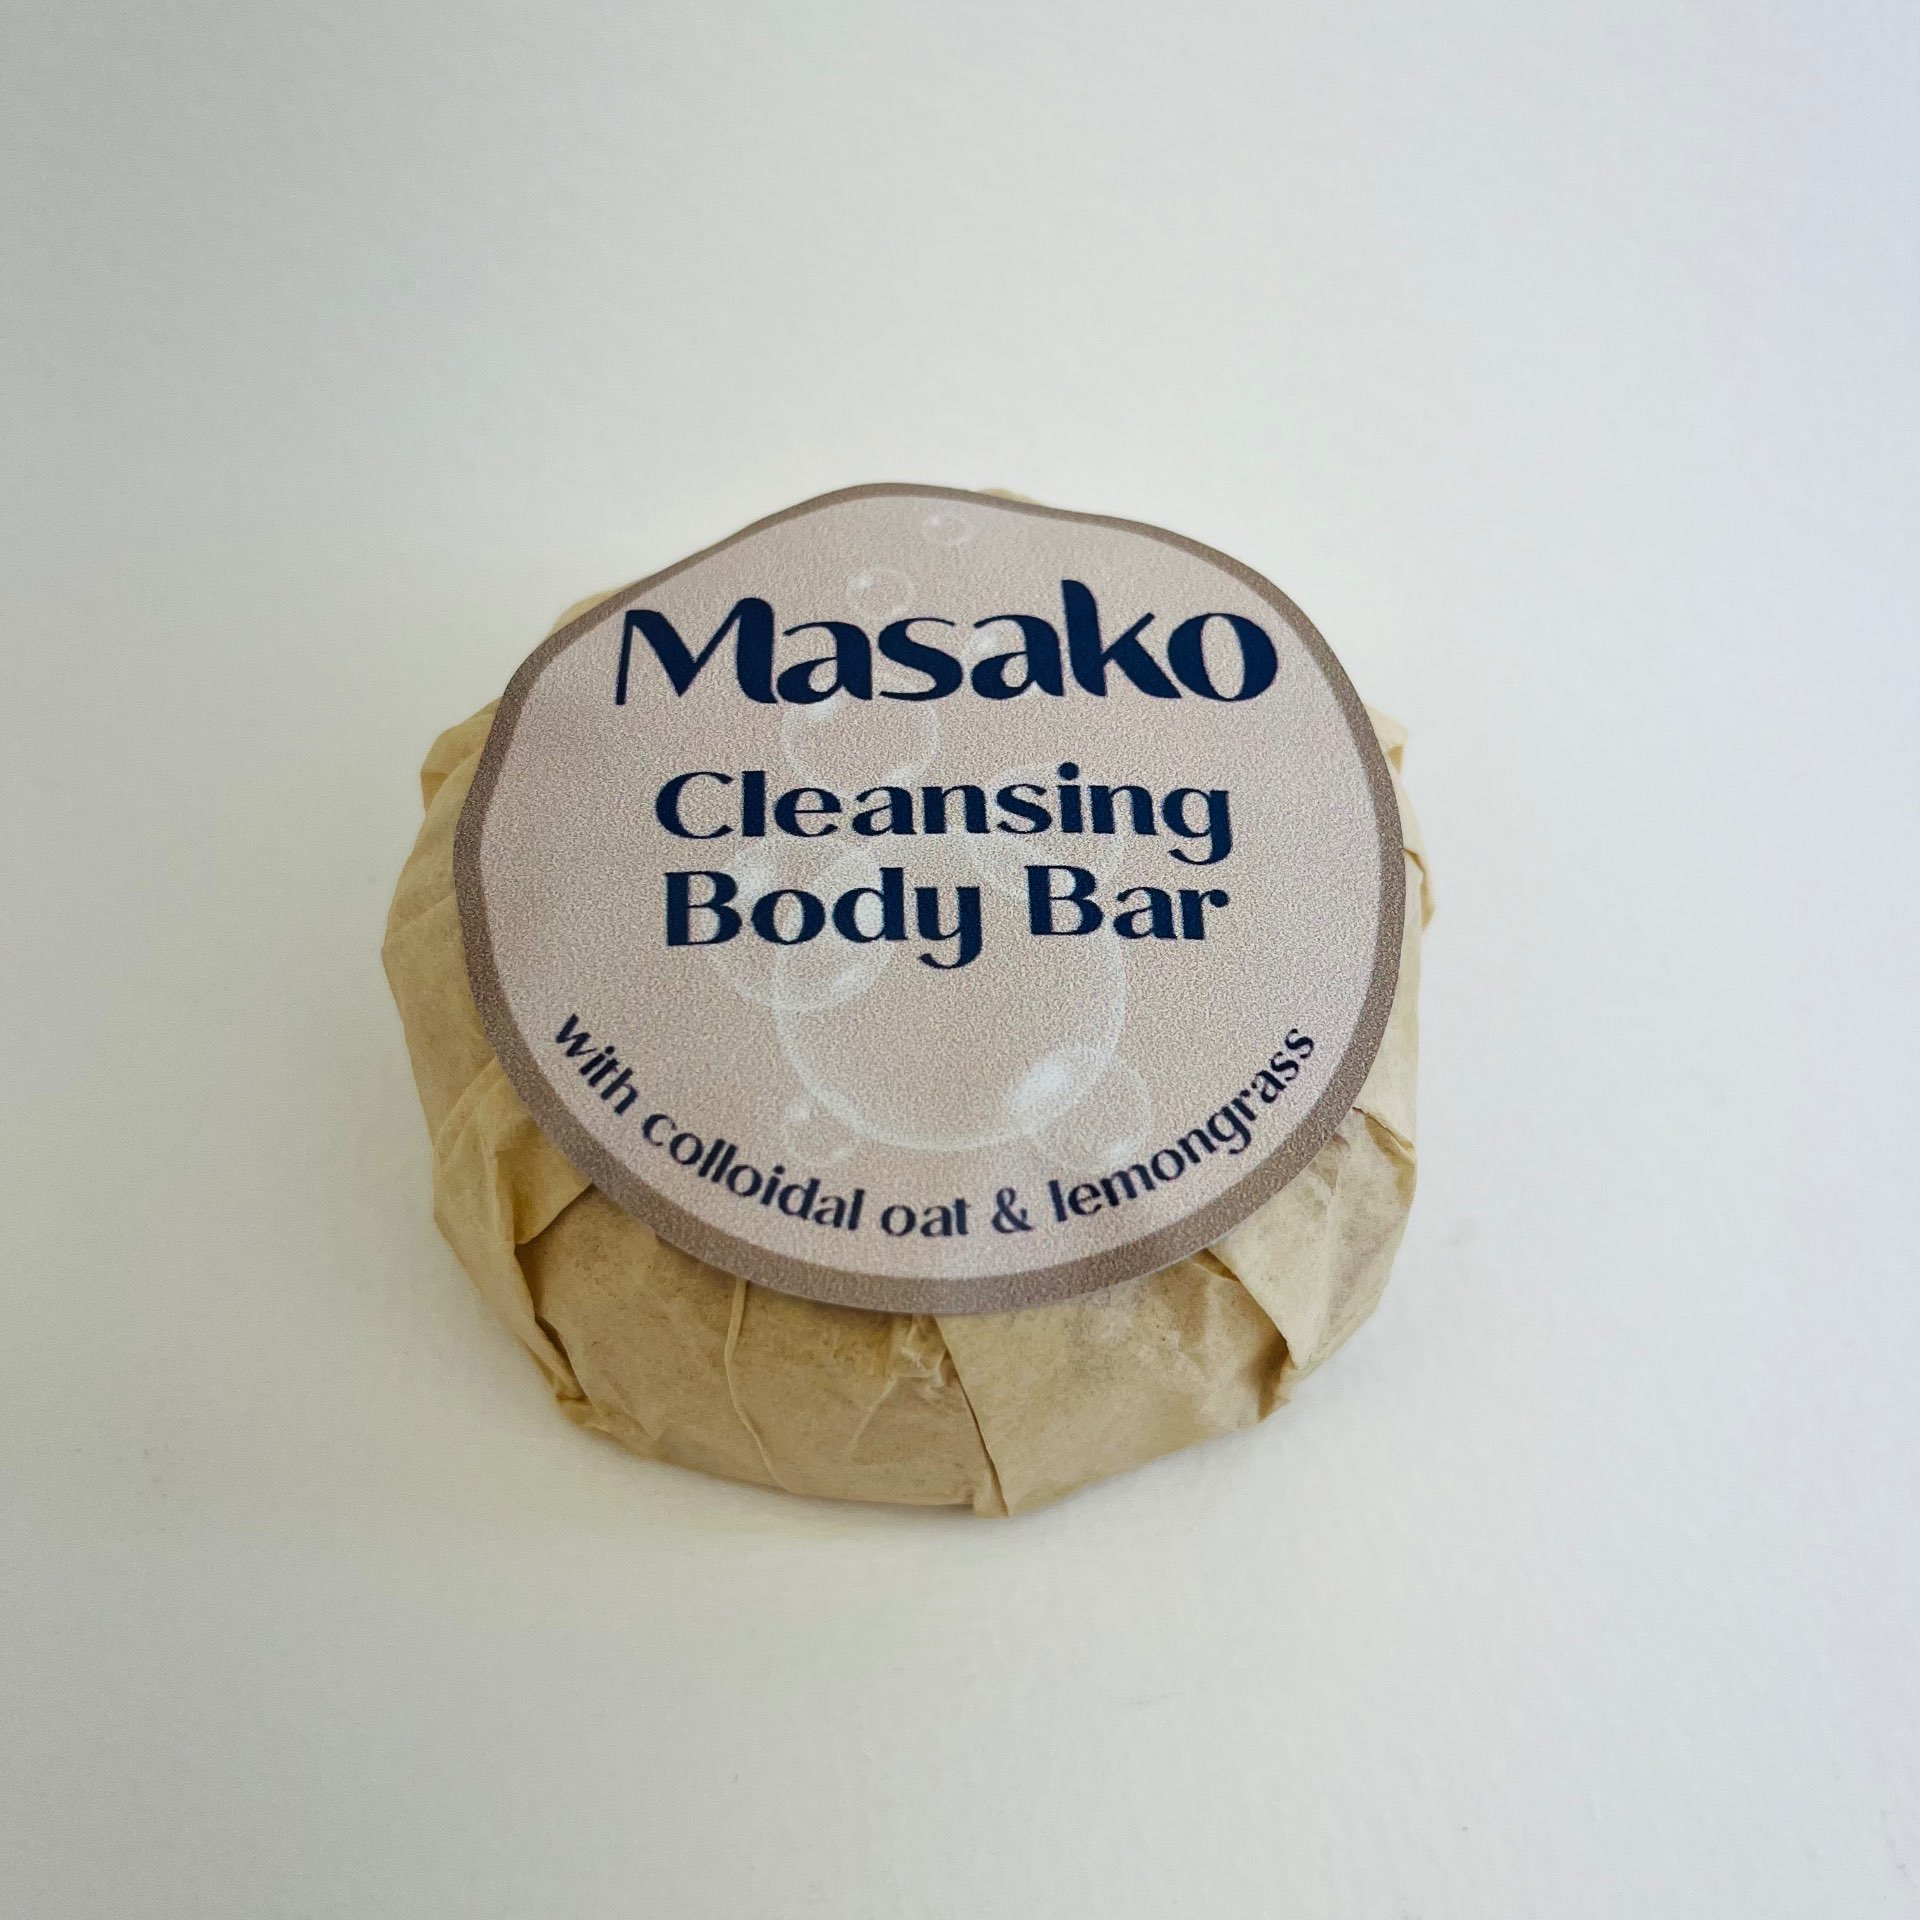 Masako
Cleansing
Body Bar
with colloidal oat & lemongrass